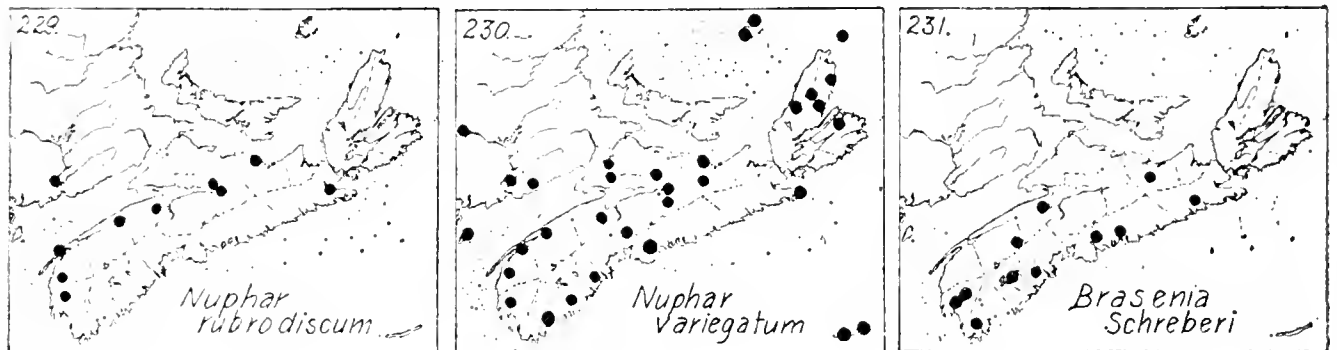 229.
Nuphar
rubrodiscum
230.
Nuphar
variegatum
231.
Brasenia
Schreberi